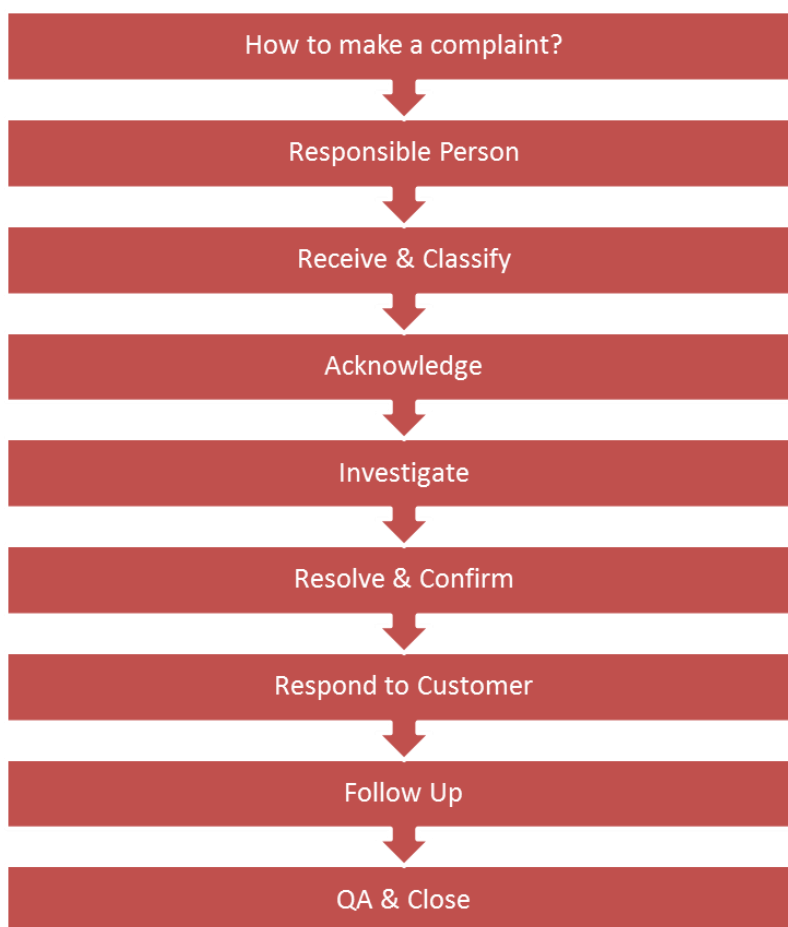 How to make a complaint?
Responsible Person
Receive & Classify
Acknowledge
Investigate
Resolve & Confirm
Respond to Customer
Follow Up
QA & Close